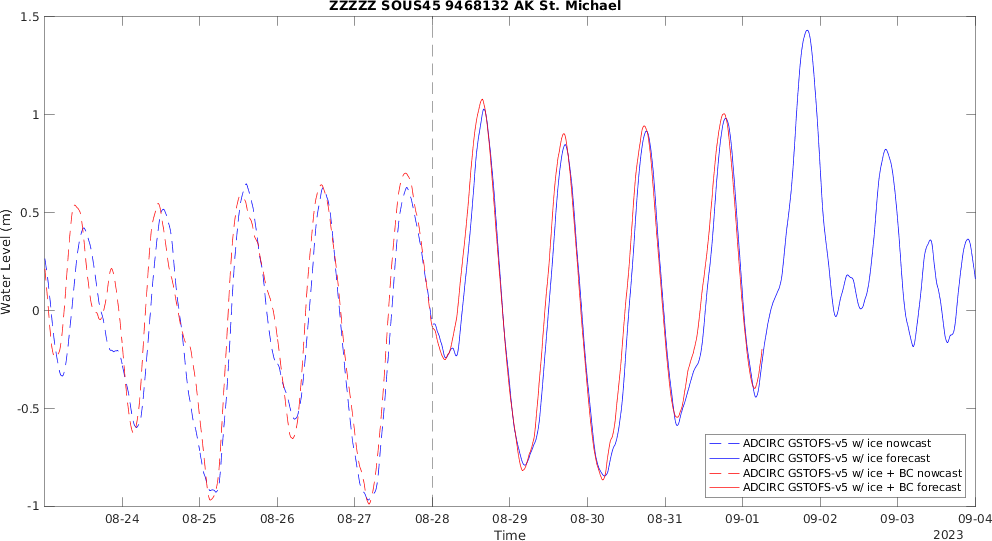 ZZZZZ SOUS45 9468132 AK St. Michael
1.5
1
0.5
0
-0.5
-1
Water Level (m)
08-24 08-25 08-26 08-27 08-28 08-29 08-30 08-31 09-01 09-02 09-03 09-04
Time
2023
ADCIRC GSTOFS-v5 w/ ice nowcast
ADCIRC GSTOFS-v5 w/ ice forecast
ADCIRC GSTOFS-v5 w/ ice + BC nowcast
ADCIRC GSTOFS-v5 w/ ice + BC forecast